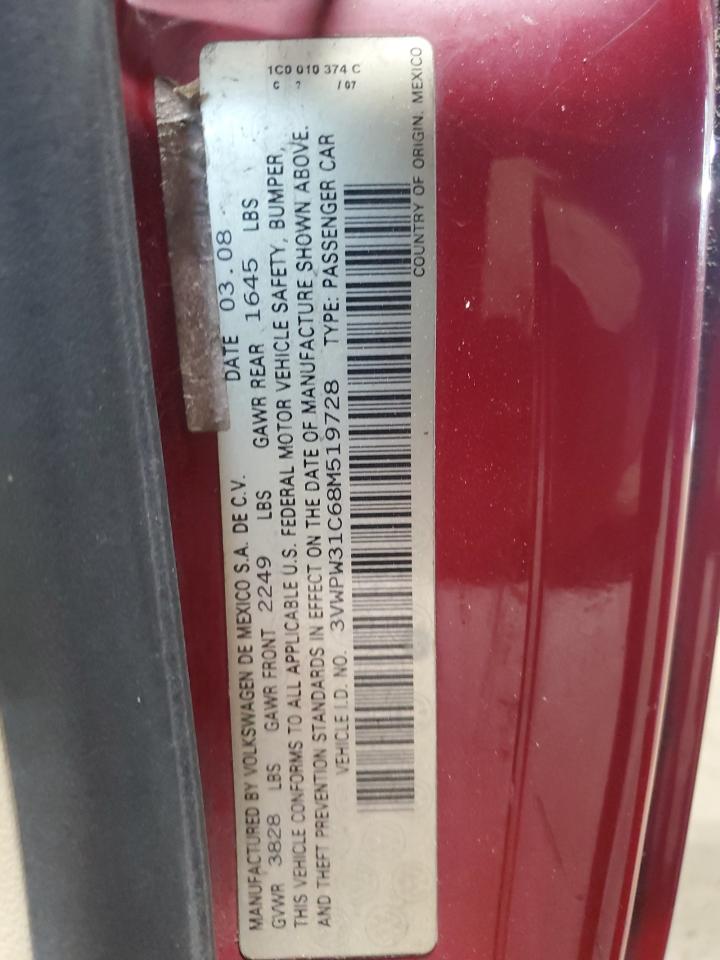 1C0 010 374 C
C ? / 07
DATE 03.08
MANUFACTURED BY VOLKSWAGEN DE MEXICO S.A. DE C.V.
GVWR 3828 LBS GAWR FRONT 2249 LBS GAWR REAR 1645 LBS
THIS VEHICLE CONFORMS TO ALL APPLICABLE U.S. FEDERAL MOTOR VEHICLE SAFETY, BUMPER,
AND THEFT PREVENTION STANDARDS IN EFFECT ON THE DATE OF MANUFACTURE SHOWN ABOVE.
VEHICLE I.D. NO. 3VWPW31C68M519728 TYPE: PASSENGER CAR
COUNTRY OF ORIGIN, MEXICO